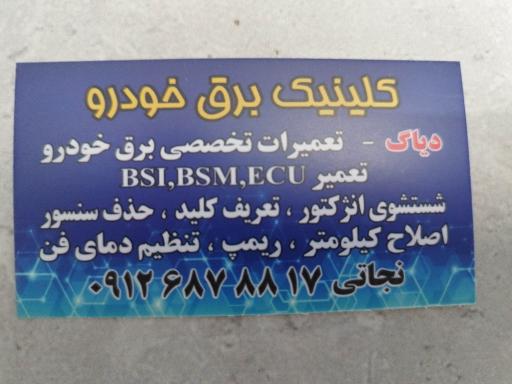 کلینیک برق خودرو
دیاگ - تعمیرات تخصصی برق خودرو
تعمیر BSI,BSM,ECU
شستشوی انژکتور ، تعریف کلید ، حذف سنسور
اصلاح کیلومتر ، ریمپ ، تنظیم دمای فن
نجاتی ۰۹۱۲ ۶۸۷ ۸۸ ۱۷